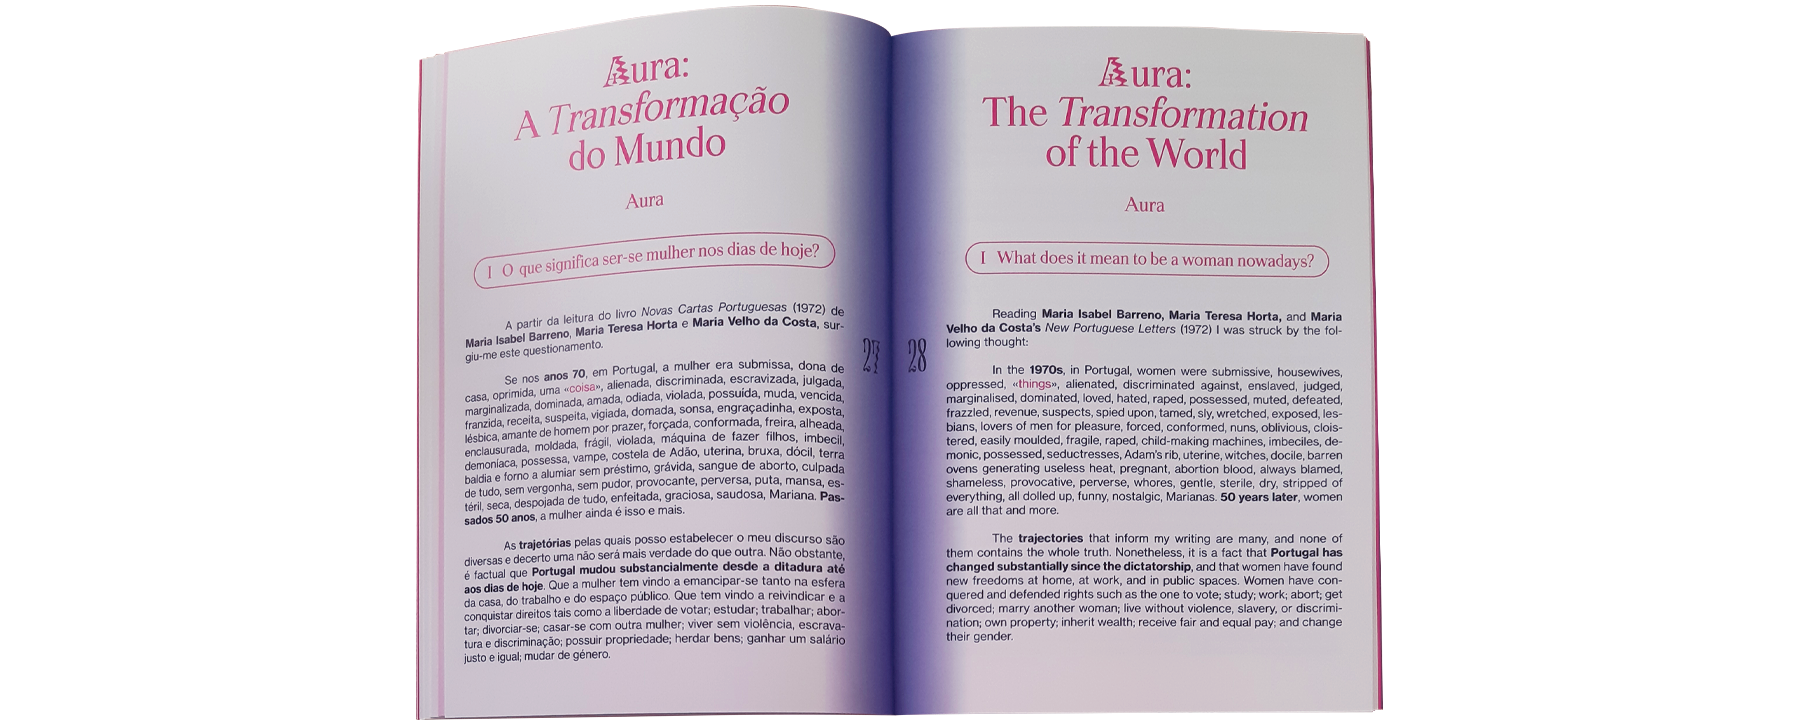 Aura:
A Transformação
do Mundo
Aura
I O que significa ser-se mulher nos dias de hoje?
A partir da leitura do livro Novas Cartas Portuguesas (1972) de
Maria Isabel Barreno, Maria Teresa Horta e Maria Velho da Costa, sur-
giu-me este questionamento.
Se nos anos 70, em Portugal, a mulher era submissa, dona de
casa, oprimida, uma «coisa», alienada, discriminada, escravizada, julgada,
marginalizada, dominada, amada, odiada, violada, possuída, muda, vencida,
franzida, receita, suspeita, vigiada, domada, sonsa, engraçadinha, exposta,
lésbica, amante de homem por prazer, forçada, conformada, freira, alheada,
enclausurada, moldada, frágil, violada, máquina de fazer filhos, imbecil,
demoníaca, possessa, vampe, costela de Adão, uterina, bruxa, dócil, terra
baldia e forno a alumiar sem préstimo, grávida, sangue de aborto, culpada
de tudo, sem vergonha, sem pudor, provocante, perversa, puta, mansa, es-
téril, seca, despojada de tudo, enfeitada, graciosa, saudosa, Mariana. Pas-
sados 50 anos, a mulher ainda é isso e mais.
As trajetórias pelas quais posso estabelecer o meu discurso são
diversas e decerto uma não será mais verdade do que outra. Não obstante,
é factual que Portugal mudou substancialmente desde a ditadura até
aos dias de hoje. Que a mulher tem vindo a emancipar-se tanto na esfera
da casa, do trabalho e do espaço público. Que tem vindo a reivindicar e a
conquistar direitos tais como a liberdade de votar; estudar; trabalhar; abor-
tar; divorciar-se; casar-se com outra mulher; viver sem violência, escrava-
tura e discriminação; possuir propriedade; herdar bens; ganhar um salário
justo e igual; mudar de género.
27
28
Aura:
The Transformation
of the World
Aura
I What does it mean to be a woman nowadays?
Reading Maria Isabel Barreno, Maria Teresa Horta, and Maria
Velho da Costa's New Portuguese Letters (1972) I was struck by the fol-
lowing thought:
In the 1970s, in Portugal, women were submissive, housewives,
oppressed, «things», alienated, discriminated against, enslaved, judged,
marginalised, dominated, loved, hated, raped, possessed, muted, defeated,
frazzled, revenue, suspects, spied upon, tamed, sly, wretched, exposed, les-
bians, lovers of men for pleasure, forced, conformed, nuns, oblivious, clois-
tered, easily moulded, fragile, raped, child-making machines, imbeciles, de-
monic, possessed, seductresses, Adam's rib, uterine, witches, docile, barren
ovens generating useless heat, pregnant, abortion blood, always blamed,
shameless, provocative, perverse, whores, gentle, sterile, dry, stripped of
everything, all dolled up, funny, nostalgic, Marianas. 50 years later, women
are all that and more.
The trajectories that inform my writing are many, and none of
them contains the whole truth. Nonetheless, it is a fact that Portugal has
changed substantially since the dictatorship, and that women have found
new freedoms at home, at work, and in public spaces. Women have con-
quered and defended rights such as the one to vote; study; work; abort; get
divorced; marry another woman; live without violence, slavery, or discrimi-
nation; own property; inherit wealth; receive fair and equal pay; and change
their gender.